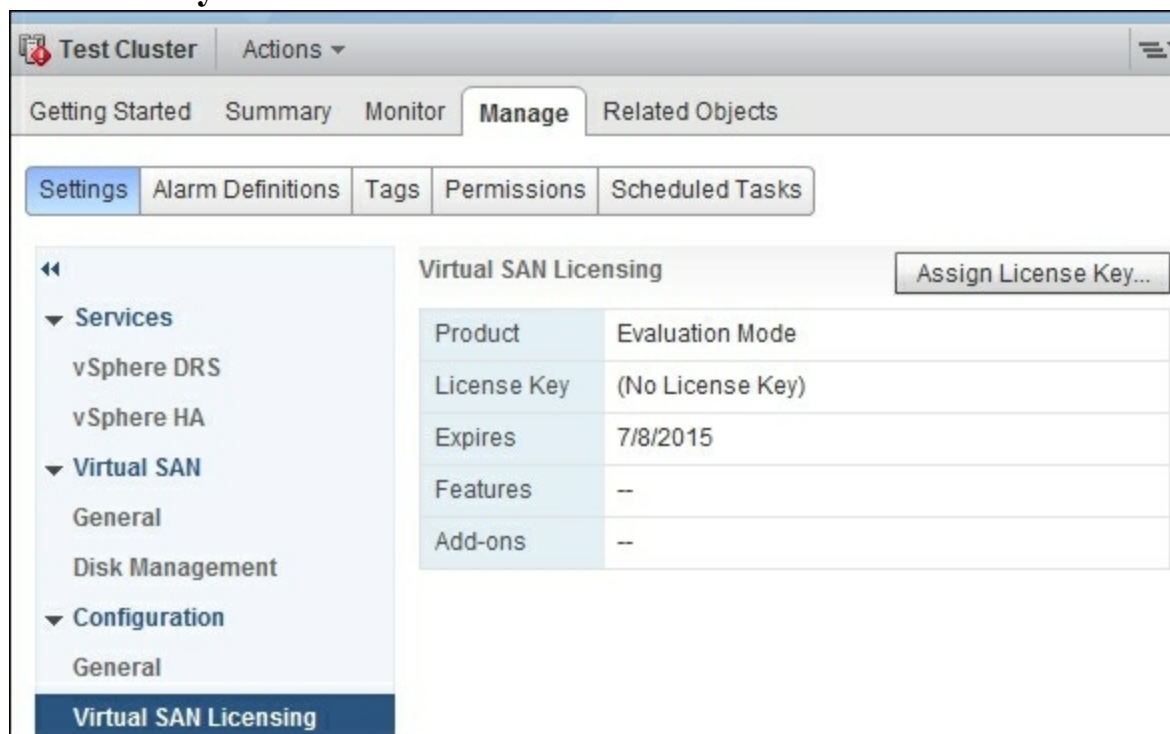 Test Cluster Actions
Getting Started Summary Monitor Manage Related Objects
Settings Alarm Definitions Tags Permissions Scheduled Tasks
Services
vSphere DRS
vSphere HA
Virtual SAN
General
Disk Management
Configuration
General
Virtual SAN Licensing
Virtual SAN Licensing Assign License Key...
Product Evaluation Mode
License Key (No License Key)
Expires 7/8/2015
Features --
Add-ons --